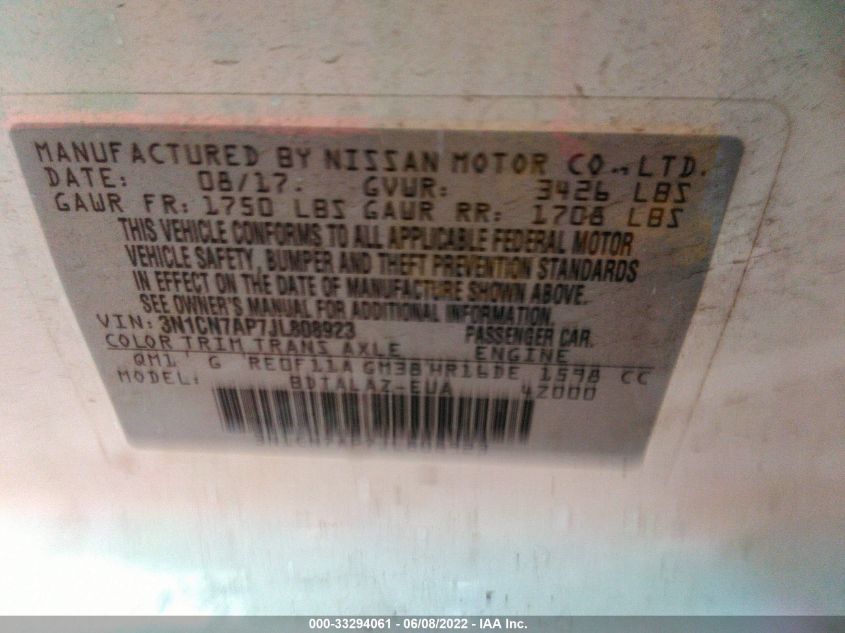 MANUFACTURED BY NISSAN MOTOR CO., LTD.
DATE: 08/17. GVWR: 3426 LBS
GAWR FR: 1750 LBS GAWR RR: 1708 LBS
THIS VEHICLE CONFORMS TO ALL APPLICABLE FEDERAL MOTOR
VEHICLE SAFETY, BUMPER AND THEFT PREVENTION STANDARDS
IN EFFECT ON THE DATE OF MANUFACTURE SHOWN ABOVE.
SEE OWNER'S MANUAL FOR ADDITIONAL INFORMATION.
VIN: 3N1CN7AP7JL808923 PASSENGER CAR.
COLOR TRIM TRANS AXLE ENGINE
QM1 G RE0F11A GM38 HR16DE 1598 CC
MODEL: BDTALAZ-EUA 42000
3N1CN7AP7JL808923
000-33294061 - 06/08/2022 - IAA Inc.